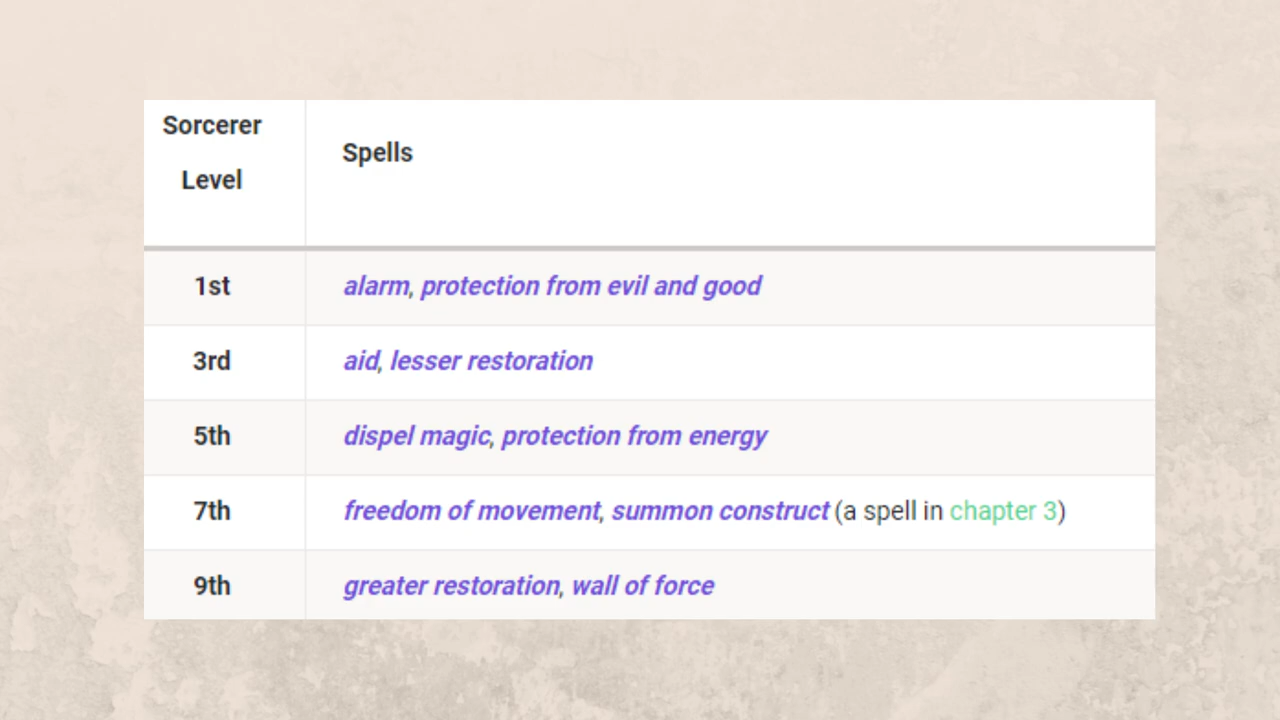 Sorcerer
Level
Spells
1st
alarm, protection from evil and good
3rd
aid, lesser restoration
5th
dispel magic, protection from energy
7th
freedom of movement, summon construct (a spell in chapter 3)
9th
greater restoration, wall of force